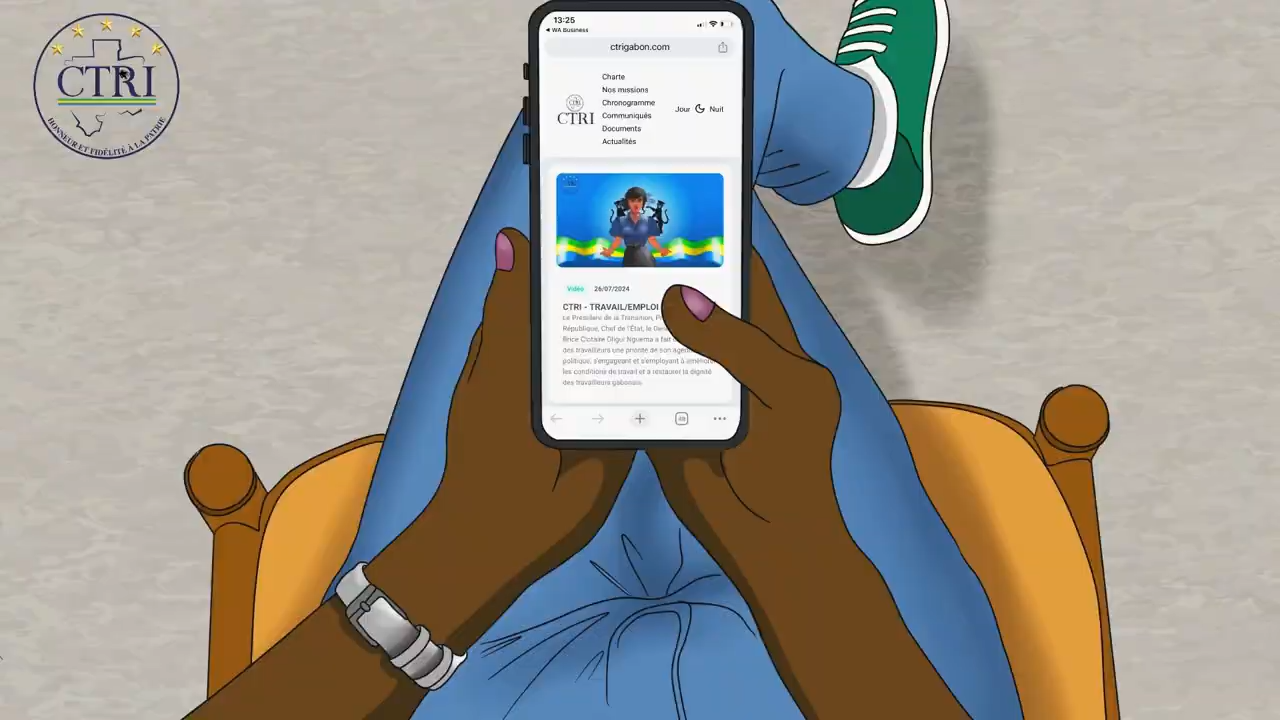 CTRI
HONNEUR ET FIDÉLITÉ À LA PATRIE
13:25
WA Business
ctrigabon.com
Charte
Nos missions
Chronogramme
Communiqués
Documents
Actualités
CTRI
Jour
Nuit
Vidéo
26/07/2024
CTRI - TRAVAIL/EMPLOI
Le Président de la Transition,
République, Chef de l'État, le
Brice Clotaire Oligui Nguema a fait
des travailleurs une priorité de son
politique, s'engageant et s'employant à
les conditions de travail et à restaurer la dignité
des travailleurs gabonais